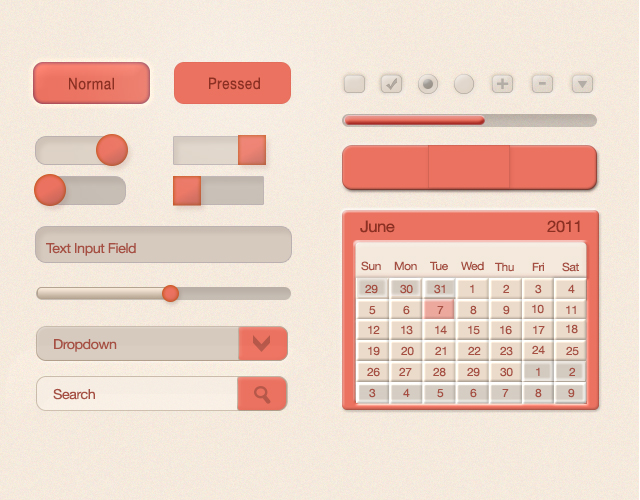 Normal
Pressed
Text Input Field
Dropdown
Search
June 2011
Sun Mon Tue Wed Thu Fri Sat
29 30 31 1 2 3 4
5 6 7 8 9 10 11
12 13 14 15 16 17 18
19 20 21 22 23 24 25
26 27 28 29 30 1 2
3 4 5 6 7 8 9